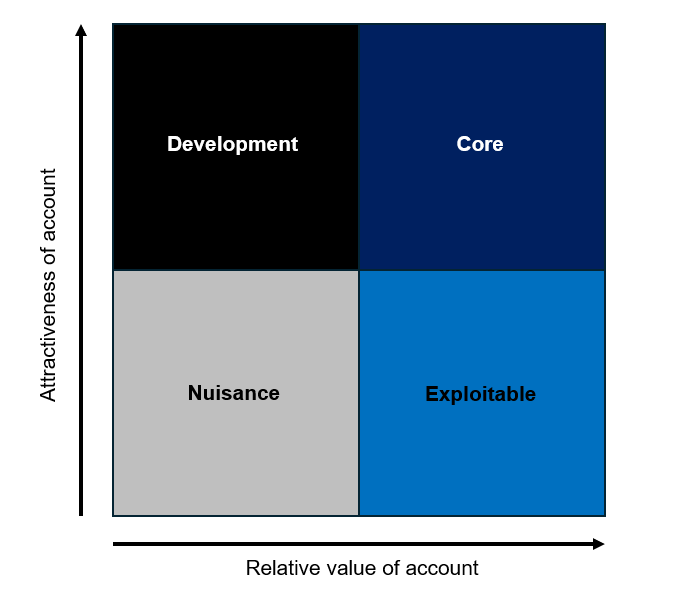 Development
Core
Attractiveness of account
Nuisance
Exploitable
Relative value of account